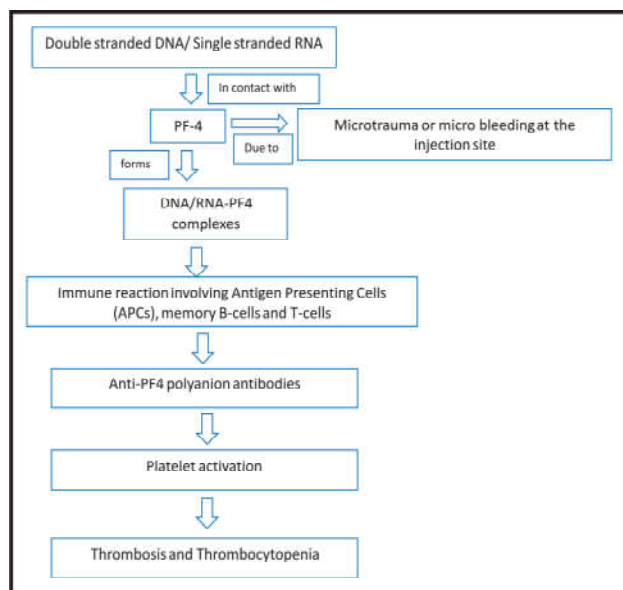 Double stranded DNA/ Single stranded RNA
In contact with
PF-4
Due to
Microtrauma or micro bleeding at the
injection site
forms
DNA/RNA-PF4
complexes
Immune reaction involving Antigen Presenting Cells
(APCs), memory B-cells and T-cells
Anti-PF4 polyanion antibodies
Platelet activation
Thrombosis and Thrombocytopenia